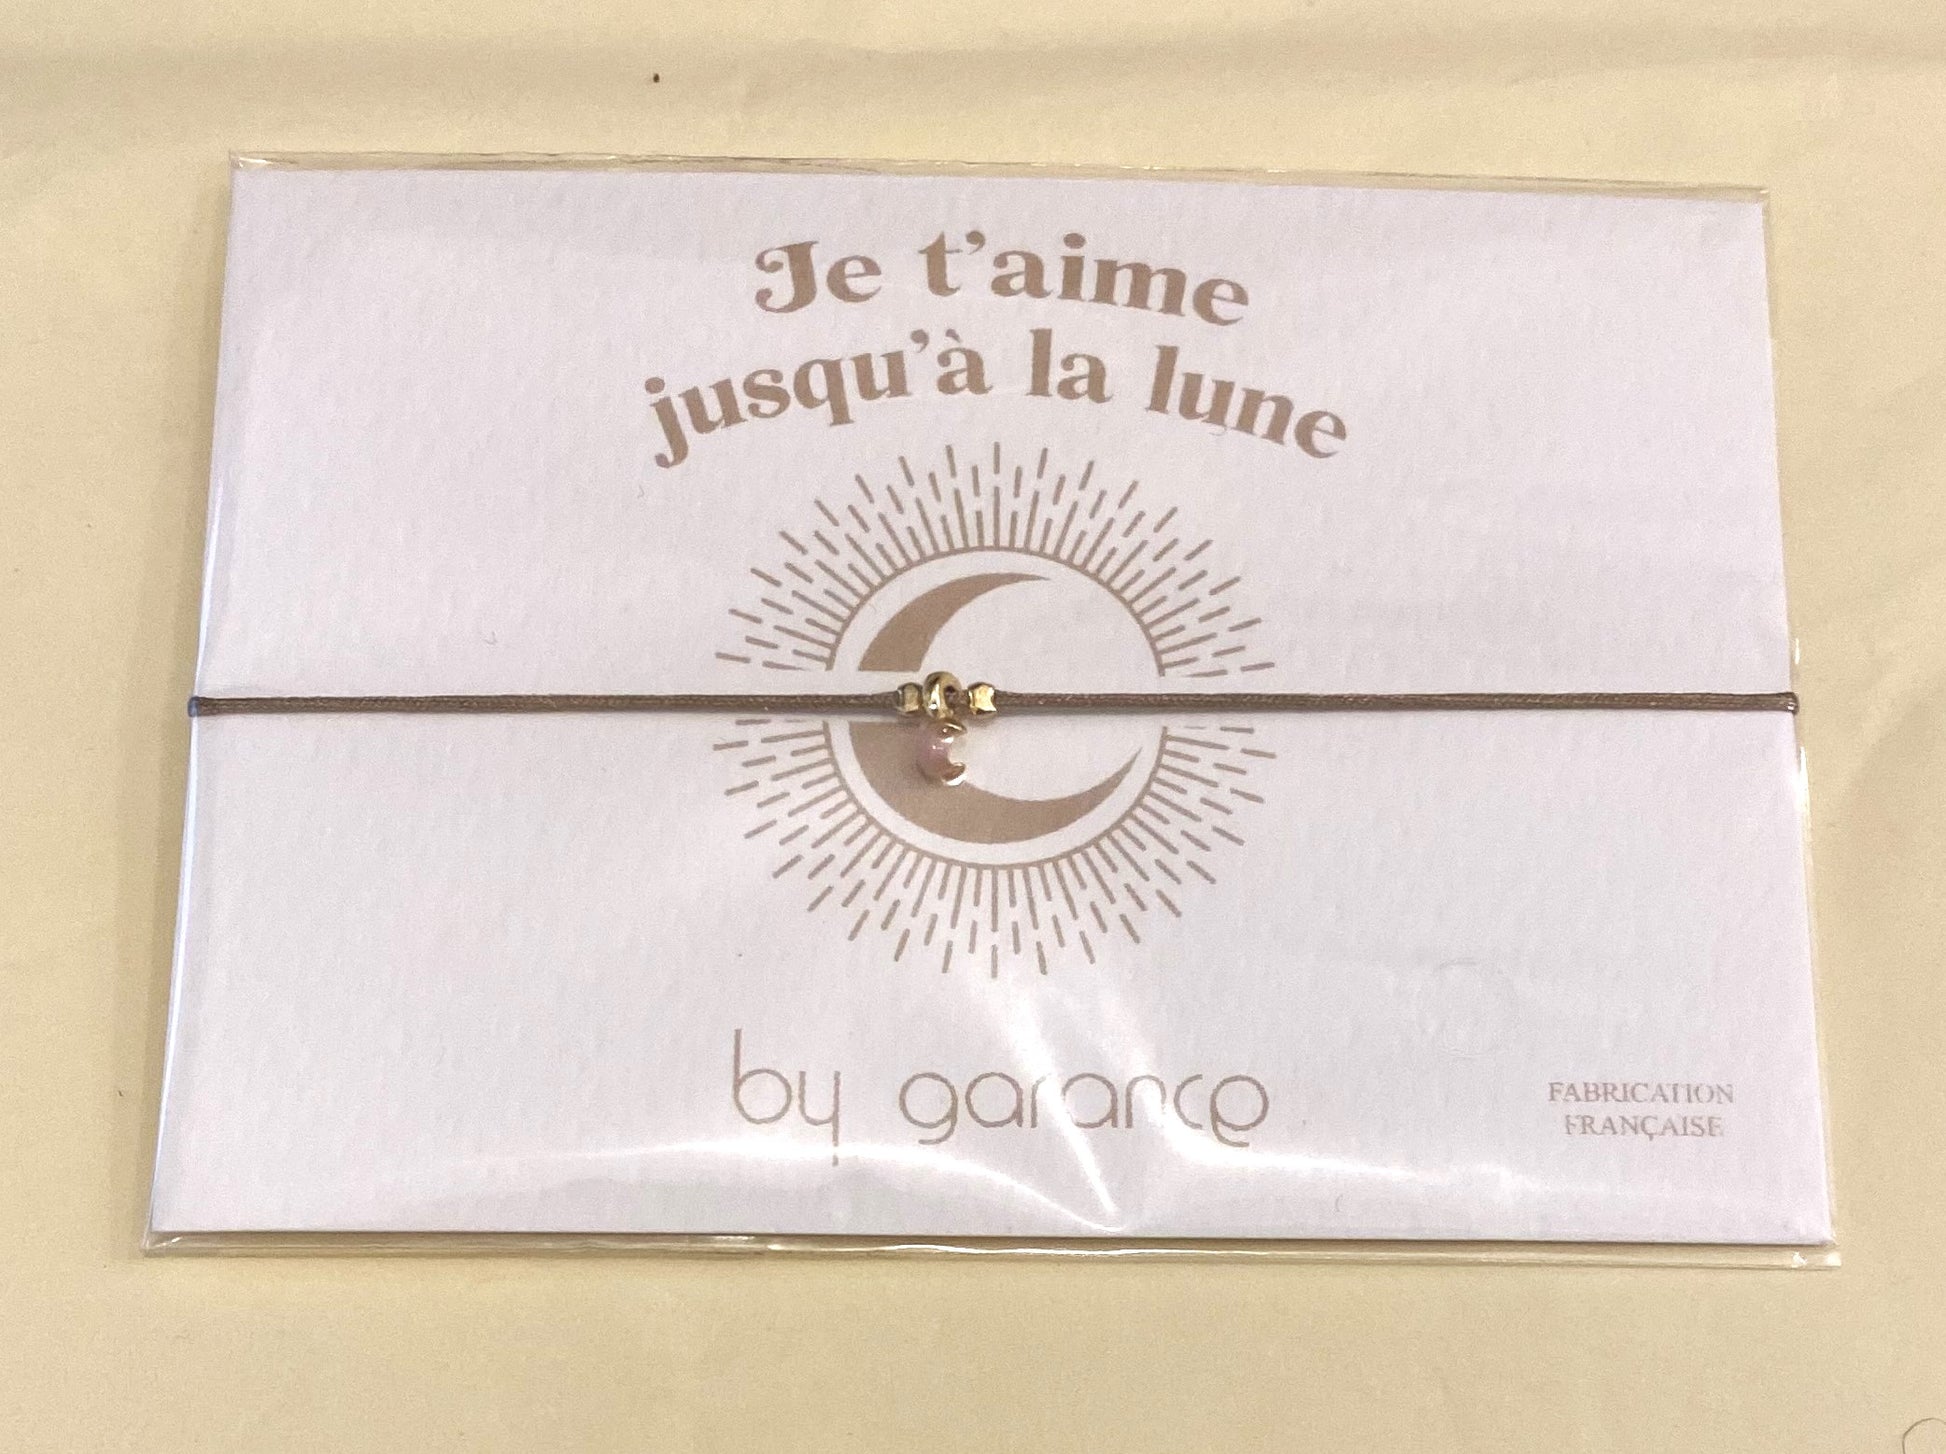 Je t’aime
jusqu’à la lune
by garance
FABRICATION
FRANÇAISE